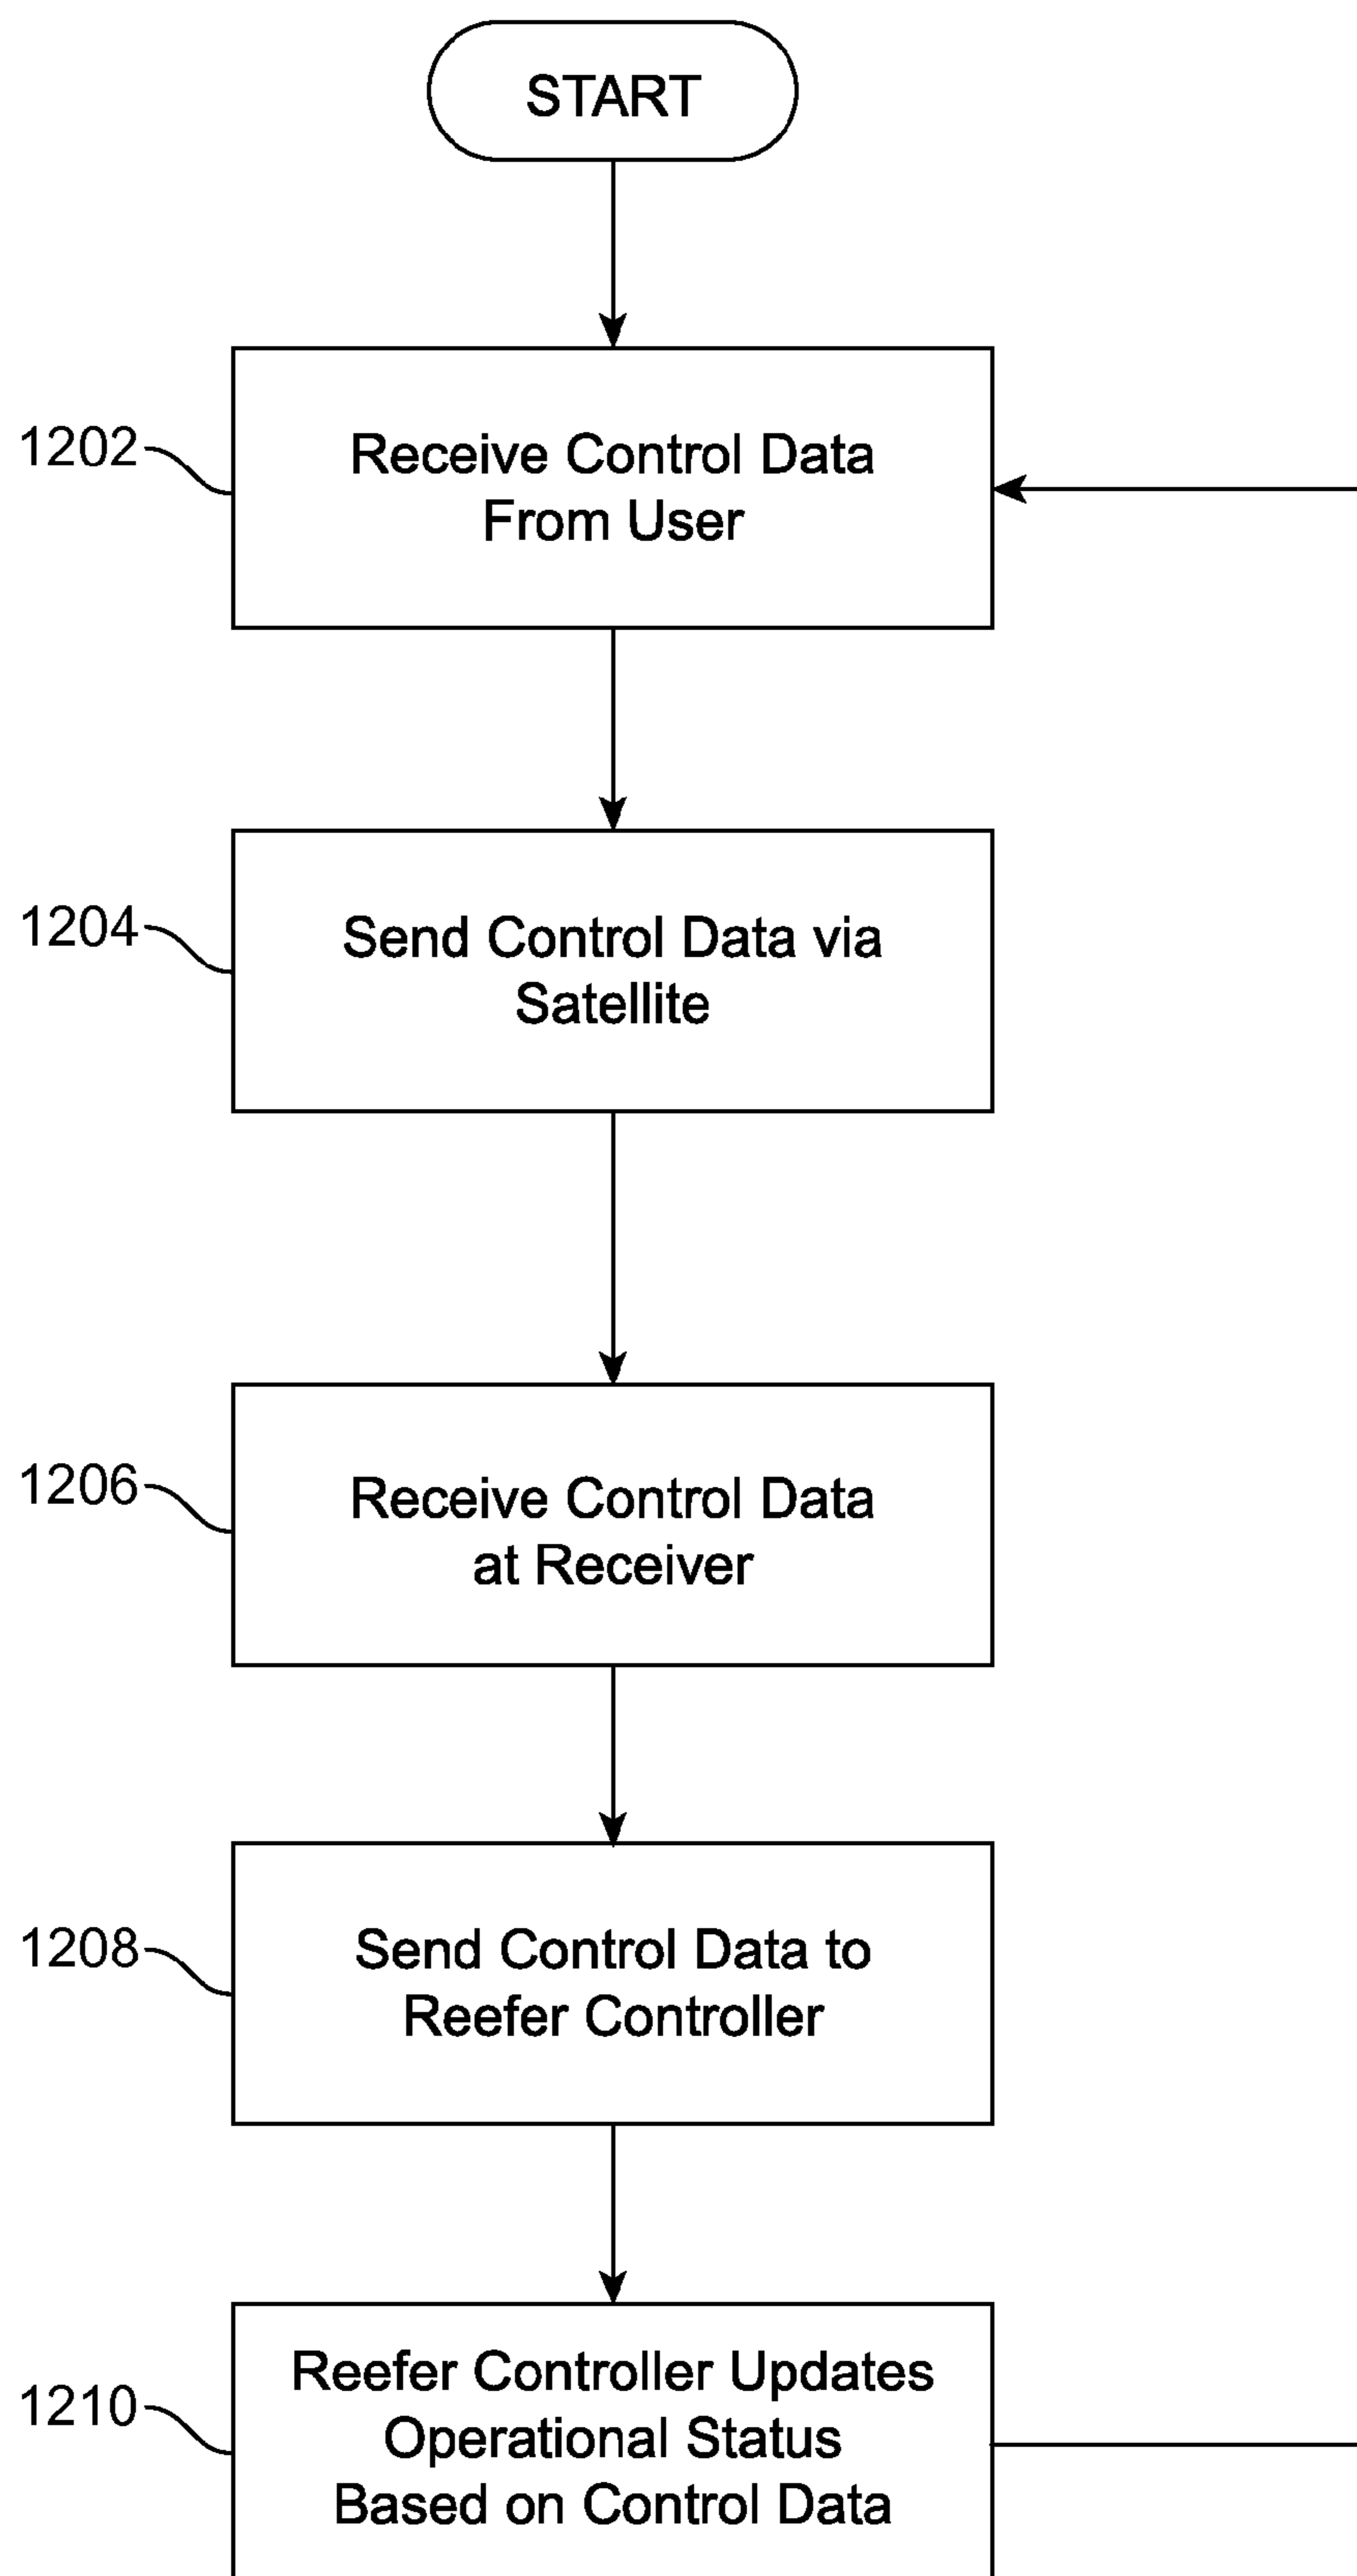 START
1202
Receive Control Data
From User
1204
Send Control Data via
Satellite
1206
Receive Control Data
at Receiver
1208
Send Control Data to
Reefer Controller
1210
Reefer Controller Updates
Operational Status
Based on Control Data